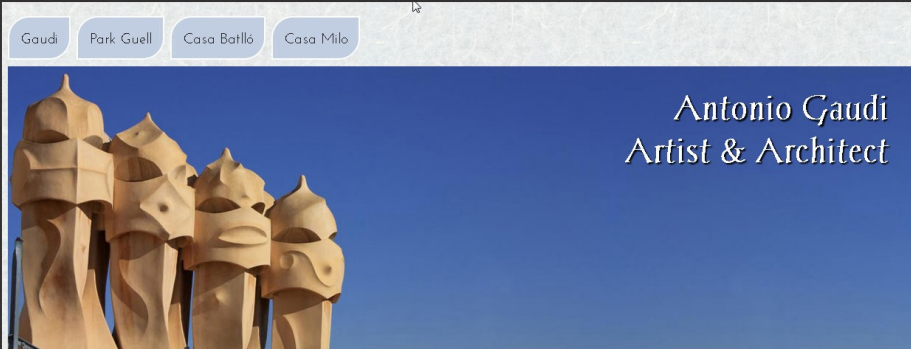 Gaudi
Park Guell
Casa Batlló
Casa Milo
Antonio Gaudi
Artist & Architect